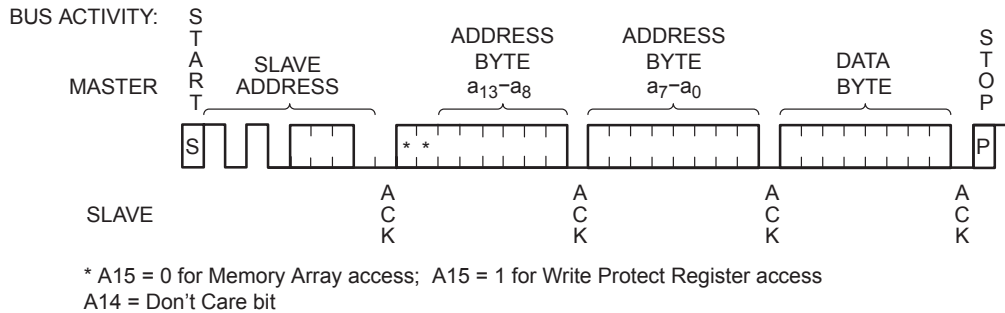 BUS ACTIVITY:
MASTER
START
SLAVE
ADDRESS
ADDRESS
BYTE
a13–a8
ADDRESS
BYTE
a7–a0
DATA
BYTE
STOP
S
* *
P
SLAVE
ACK
ACK
ACK
ACK
* A15 = 0 for Memory Array access; A15 = 1 for Write Protect Register access
A14 = Don't Care bit